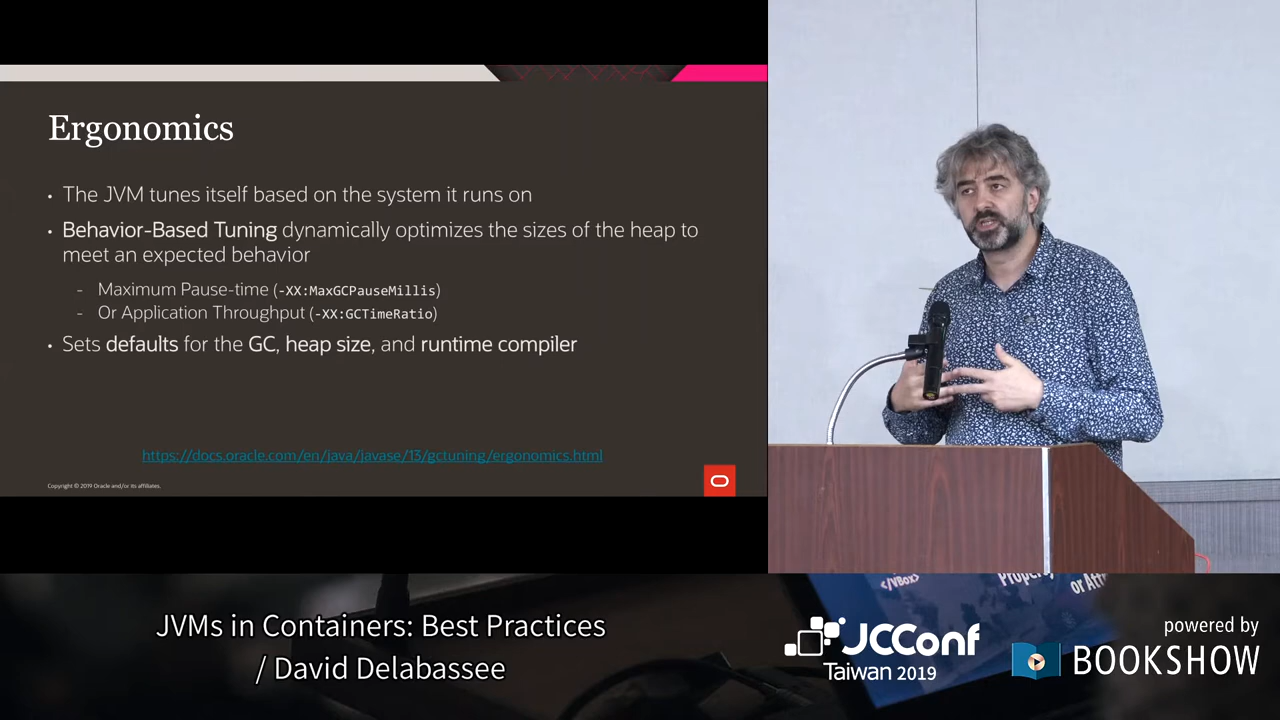 Ergonomics
• The JVM tunes itself based on the system it runs on
• Behavior-Based Tuning dynamically optimizes the sizes of the heap to
meet an expected behavior
- Maximum Pause-time (-XX:MaxGCPauseMillis)
- Or Application Throughput (-XX:GCTimeRatio)
• Sets defaults for the GC, heap size, and runtime compiler
https://docs.oracle.com/en/java/javase/13/gctuning/ergonomics.html
Copyright © 2019 Oracle and/or its affiliates.
</VBox>
JVMs in Containers: Best Practices
/ David Delabassee
JCConf
Taiwan 2019
powered by
BOOKSHOW